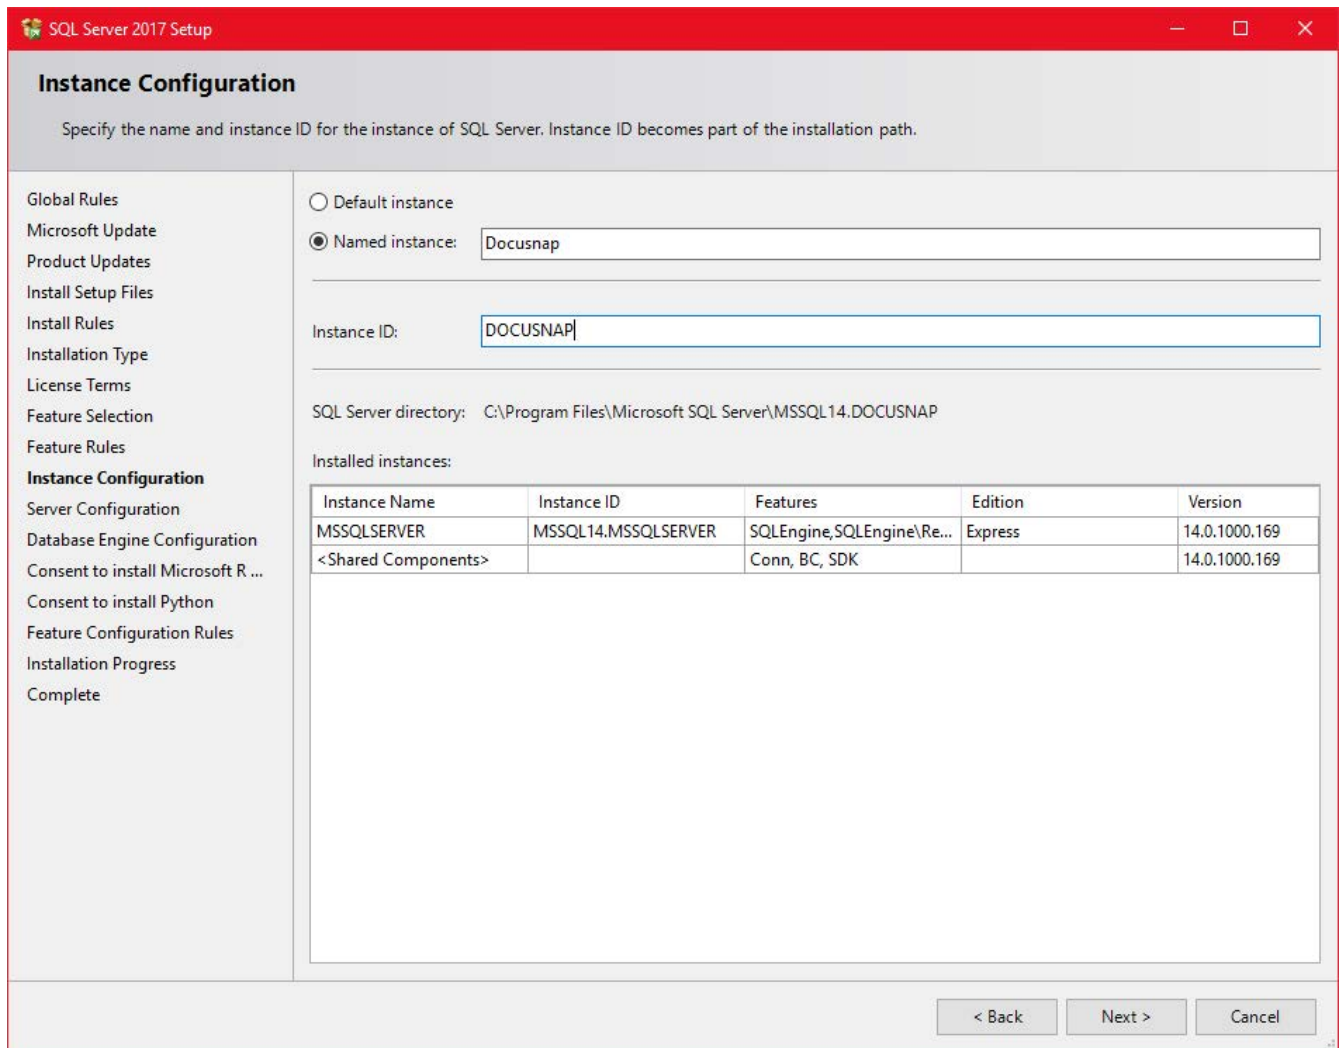 SQL Server 2017 Setup
Instance Configuration
Specify the name and instance ID for the instance of SQL Server. Instance ID becomes part of the installation path.
Global Rules
Microsoft Update
Product Updates
Install Setup Files
Install Rules
Installation Type
License Terms
Feature Selection
Feature Rules
Instance Configuration
Server Configuration
Database Engine Configuration
Consent to install Microsoft R ...
Consent to install Python
Feature Configuration Rules
Installation Progress
Complete
Default instance
Named instance: Docusnap
Instance ID: DOCUSNAP
SQL Server directory: C:\Program Files\Microsoft SQL Server\MSSQL14.DOCUSNAP
Installed instances:
Instance Name Instance ID Features Edition Version
MSSQLSERVER MSSQL14.MSSQLSERVER SQLEngine,SQLEngine\Re... Express 14.0.1000.169
<Shared Components> Conn, BC, SDK 14.0.1000.169
< Back Next > Cancel